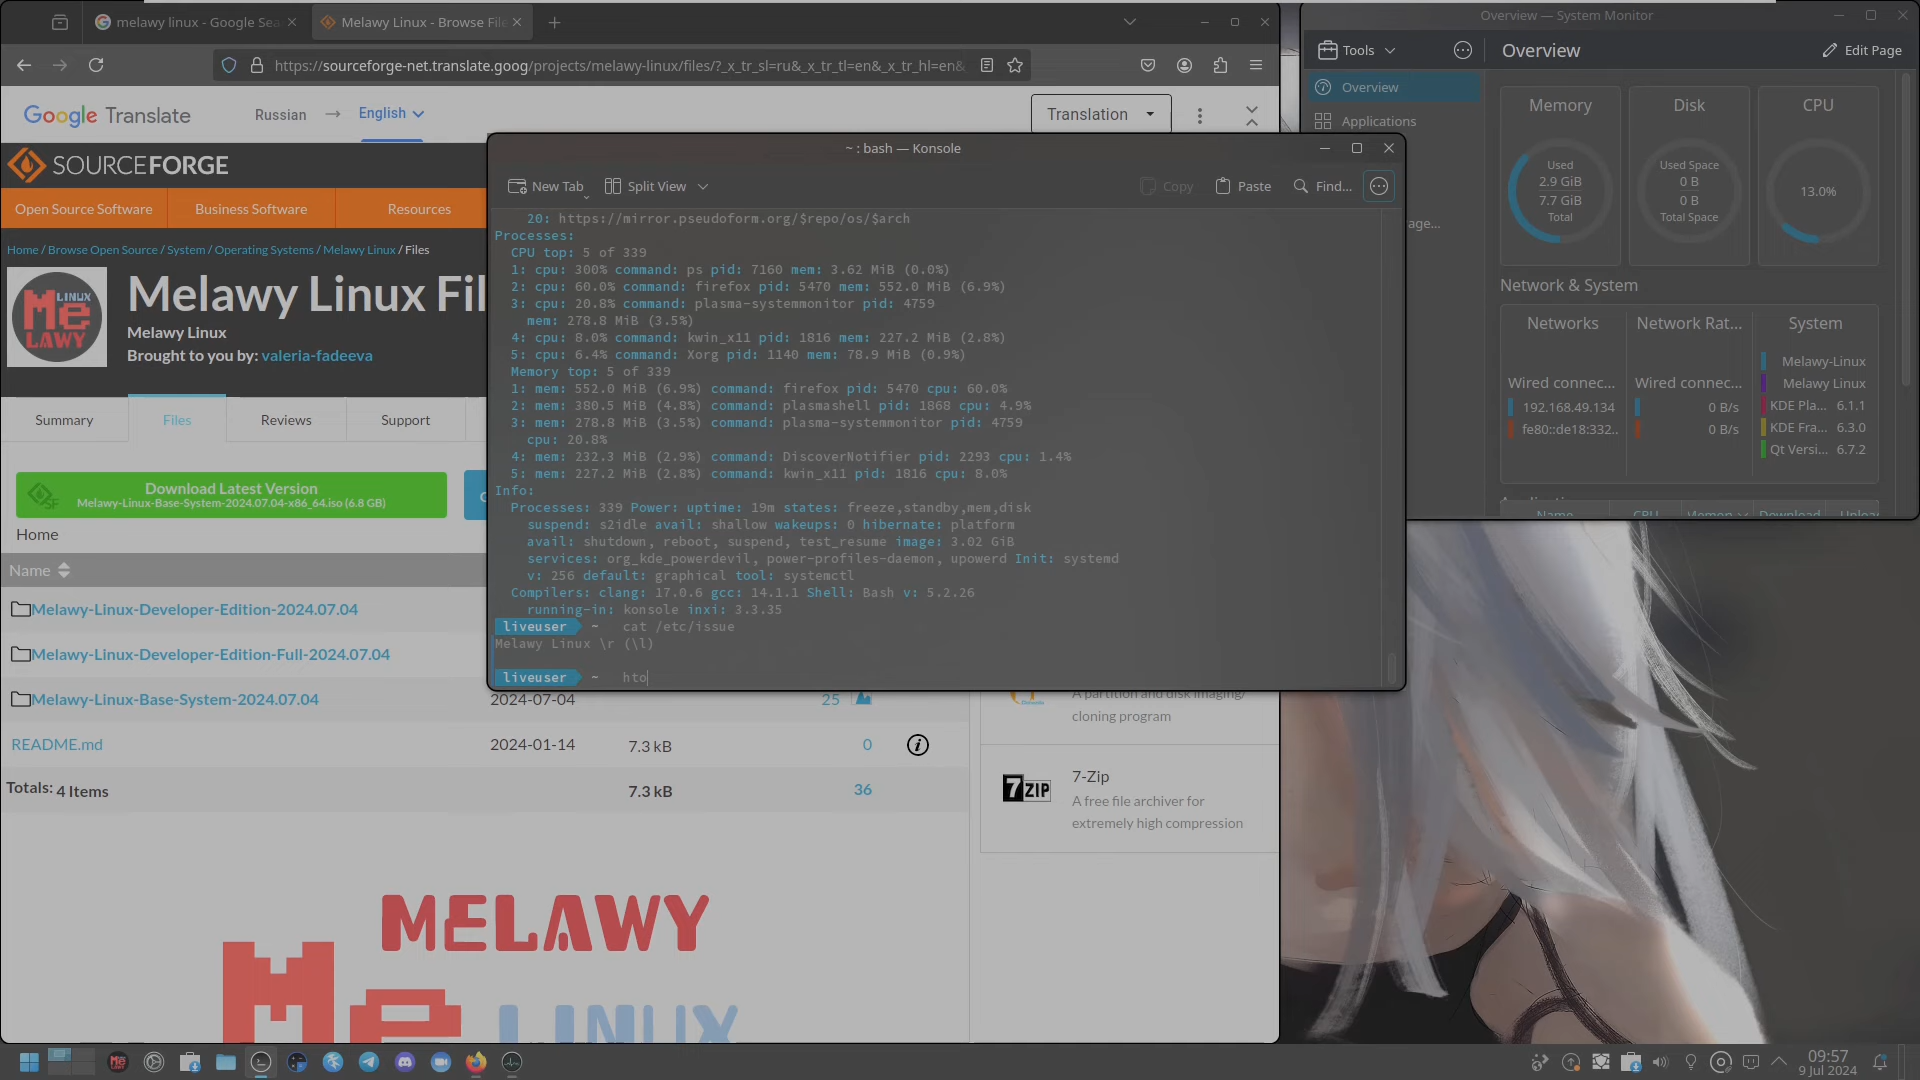 melawy linux - Google Sea
Melawy Linux - Browse File
https://sourceforge-net.translate.goog/projects/melawy-linux/files/?_x_tr_sl=ru&_x_tr_tl=en&_x_tr_hl=en&
Google Translate
Russian → English
Translation
SOURCEFORGE
Open Source Software
Business Software
Resources
Home / Browse Open Source / System / Operating Systems / Melawy Linux / Files
LINUX
Me
LAWY
Melawy Linux Fil
Melawy Linux
Brought to you by: valeria-fadeeva
Summary
Files
Reviews
Support
Download Latest Version
Melawy-Linux-Base-System-2024.07.04-x86_64.iso (6.8 GB)
Home
Name
Melawy-Linux-Developer-Edition-2024.07.04
Melawy-Linux-Developer-Edition-Full-2024.07.04
Melawy-Linux-Base-System-2024.07.04 2024-07-04 25
README.md 2024-01-14 7.3 kB 0
Totals: 4 Items 7.3 kB 36
MELAWY
Me LINUX
A partition and disk imaging/
cloning program
7 ZIP
7-Zip
A free file archiver for
extremely high compression
~ : bash — Konsole
New Tab
Split View
Copy
Paste
Find...
20: https://mirror.pseudoform.org/$repo/os/$arch
Processes:
CPU top: 5 of 339
1: cpu: 300% command: ps pid: 7160 mem: 3.62 MiB (0.0%)
2: cpu: 60.0% command: firefox pid: 5470 mem: 552.0 MiB (6.9%)
3: cpu: 20.8% command: plasma-systemmonitor pid: 4759
mem: 278.8 MiB (3.5%)
4: cpu: 8.0% command: kwin_x11 pid: 1816 mem: 227.2 MiB (2.8%)
5: cpu: 6.4% command: Xorg pid: 1140 mem: 78.9 MiB (0.9%)
Memory top: 5 of 339
1: mem: 552.0 MiB (6.9%) command: firefox pid: 5470 cpu: 60.0%
2: mem: 380.5 MiB (4.8%) command: plasmashell pid: 1868 cpu: 4.9%
3: mem: 278.8 MiB (3.5%) command: plasma-systemmonitor pid: 4759
cpu: 20.8%
4: mem: 232.3 MiB (2.9%) command: DiscoverNotifier pid: 2293 cpu: 1.4%
5: mem: 227.2 MiB (2.8%) command: kwin_x11 pid: 1816 cpu: 8.0%
Info:
Processes: 339 Power: uptime: 19m states: freeze,standby,mem,disk
suspend: s2idle avail: shallow wakeups: 0 hibernate: platform
avail: shutdown, reboot, suspend, test_resume image: 3.02 GiB
services: org_kde_powerdevil, power-profiles-daemon, upowerd Init: systemd
v: 256 default: graphical tool: systemctl
Compilers: clang: 17.0.6 gcc: 14.1.1 Shell: Bash v: 5.2.26
running-in: konsole inxi: 3.3.35
liveuser ~ cat /etc/issue
Melawy Linux \r (\l)
liveuser ~ hto
Overview — System Monitor
Tools
Overview
Edit Page
Overview
Applications
age...
Memory
Used
2.9 GiB
7.7 GiB
Total
Disk
Used Space
0 B
0 B
Total Space
CPU
13.0%
Network & System
Networks
Wired connec...
192.168.49.134
fe80::de18:332..
Network Rat...
Wired connec...
0 B/s
0 B/s
System
Melawy-Linux
Melawy Linux
KDE Pla... 6.1.1
KDE Fra... 6.3.0
Qt Versi... 6.7.2
Name CPU Memory Download Upload
09:57
9 Jul 2024